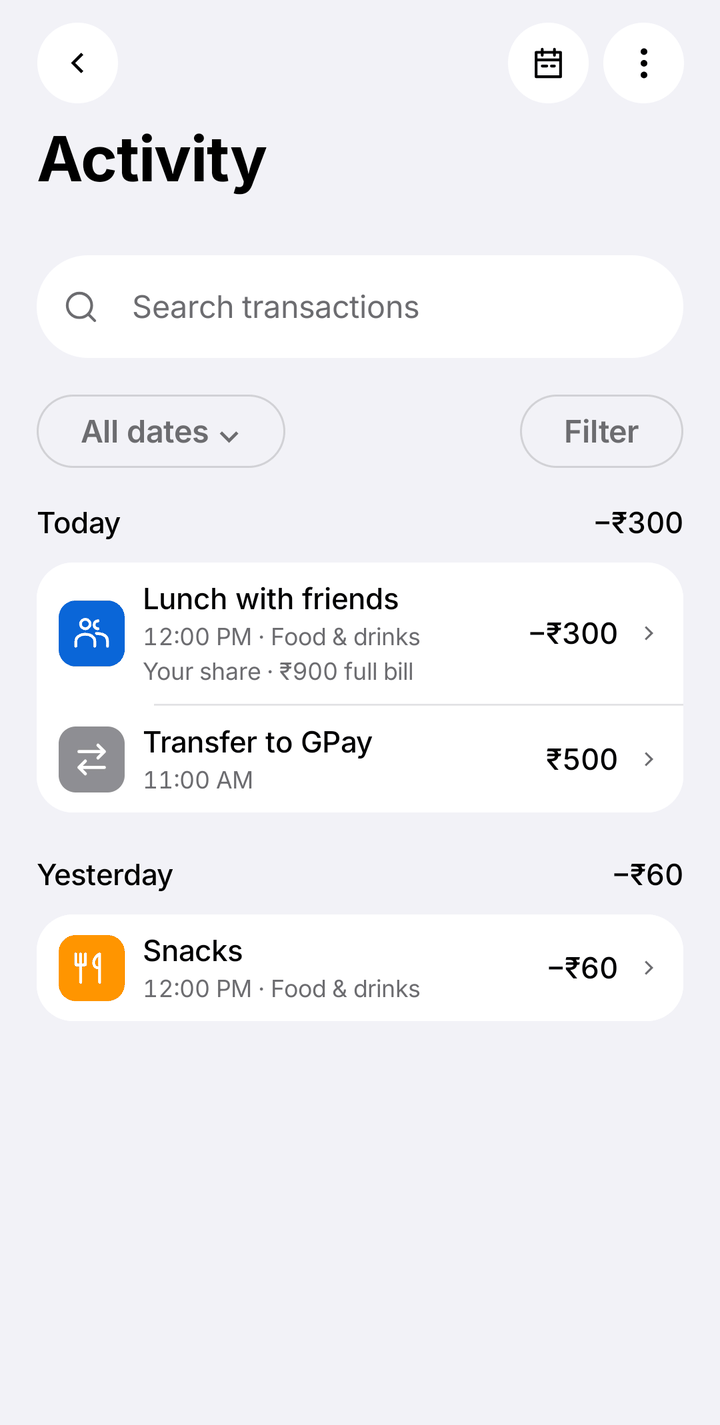 Activity
Search transactions
All dates
Filter
Today
−₹300
Lunch with friends
12:00 PM · Food & drinks
Your share · ₹900 full bill
−₹300
Transfer to GPay
11:00 AM
₹500
Yesterday
−₹60
Snacks
12:00 PM · Food & drinks
−₹60